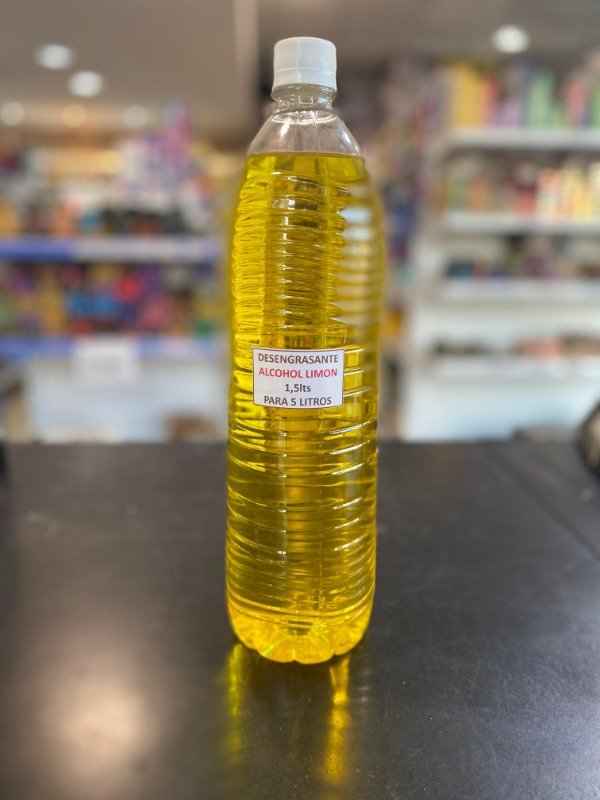 DESENGRASANTE
ALCOHOL LIMON
1,5lts
PARA 5 LITROS